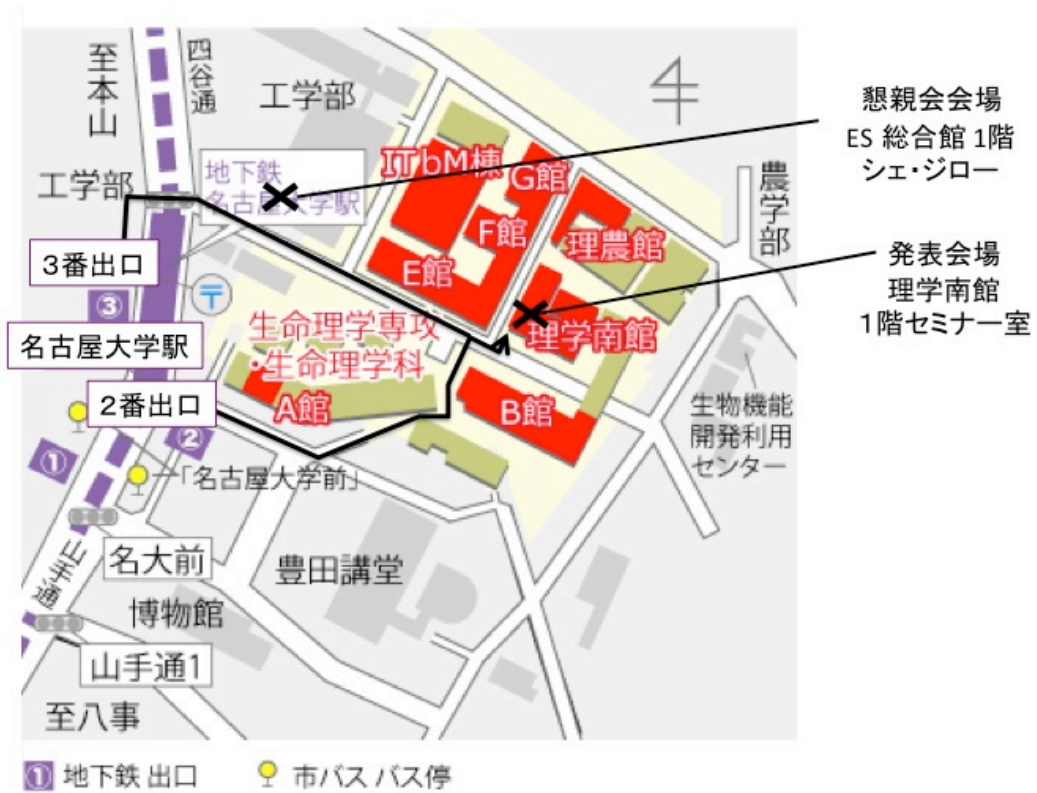 至本山
四谷通
工学部
懇親会会場
ES 総合館 1階
シェ・ジロー
ITbM棟
G館
地下鉄
名古屋大学駅
工学部
農学部
F館
理農館
3番出口
E館
発表会場
理学南館
1階セミナー室
〒
③
生命理学専攻
・生命理学科
理学南館
名古屋大学駅
2番出口
A館
B館
生物機能
開発利用
センター
②
①
「名古屋大学前」
名大前
豊田講堂
山手通
博物館
山手通1
至八事
① 地下鉄 出口
市バス バス停